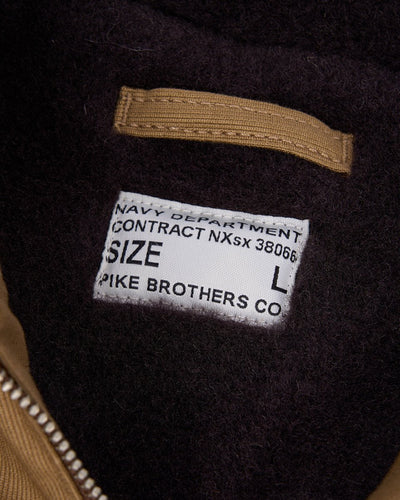 NAVY DEPARTMENT
CONTRACT NXsx 38066
SIZE L
PIKE BROTHERS CO